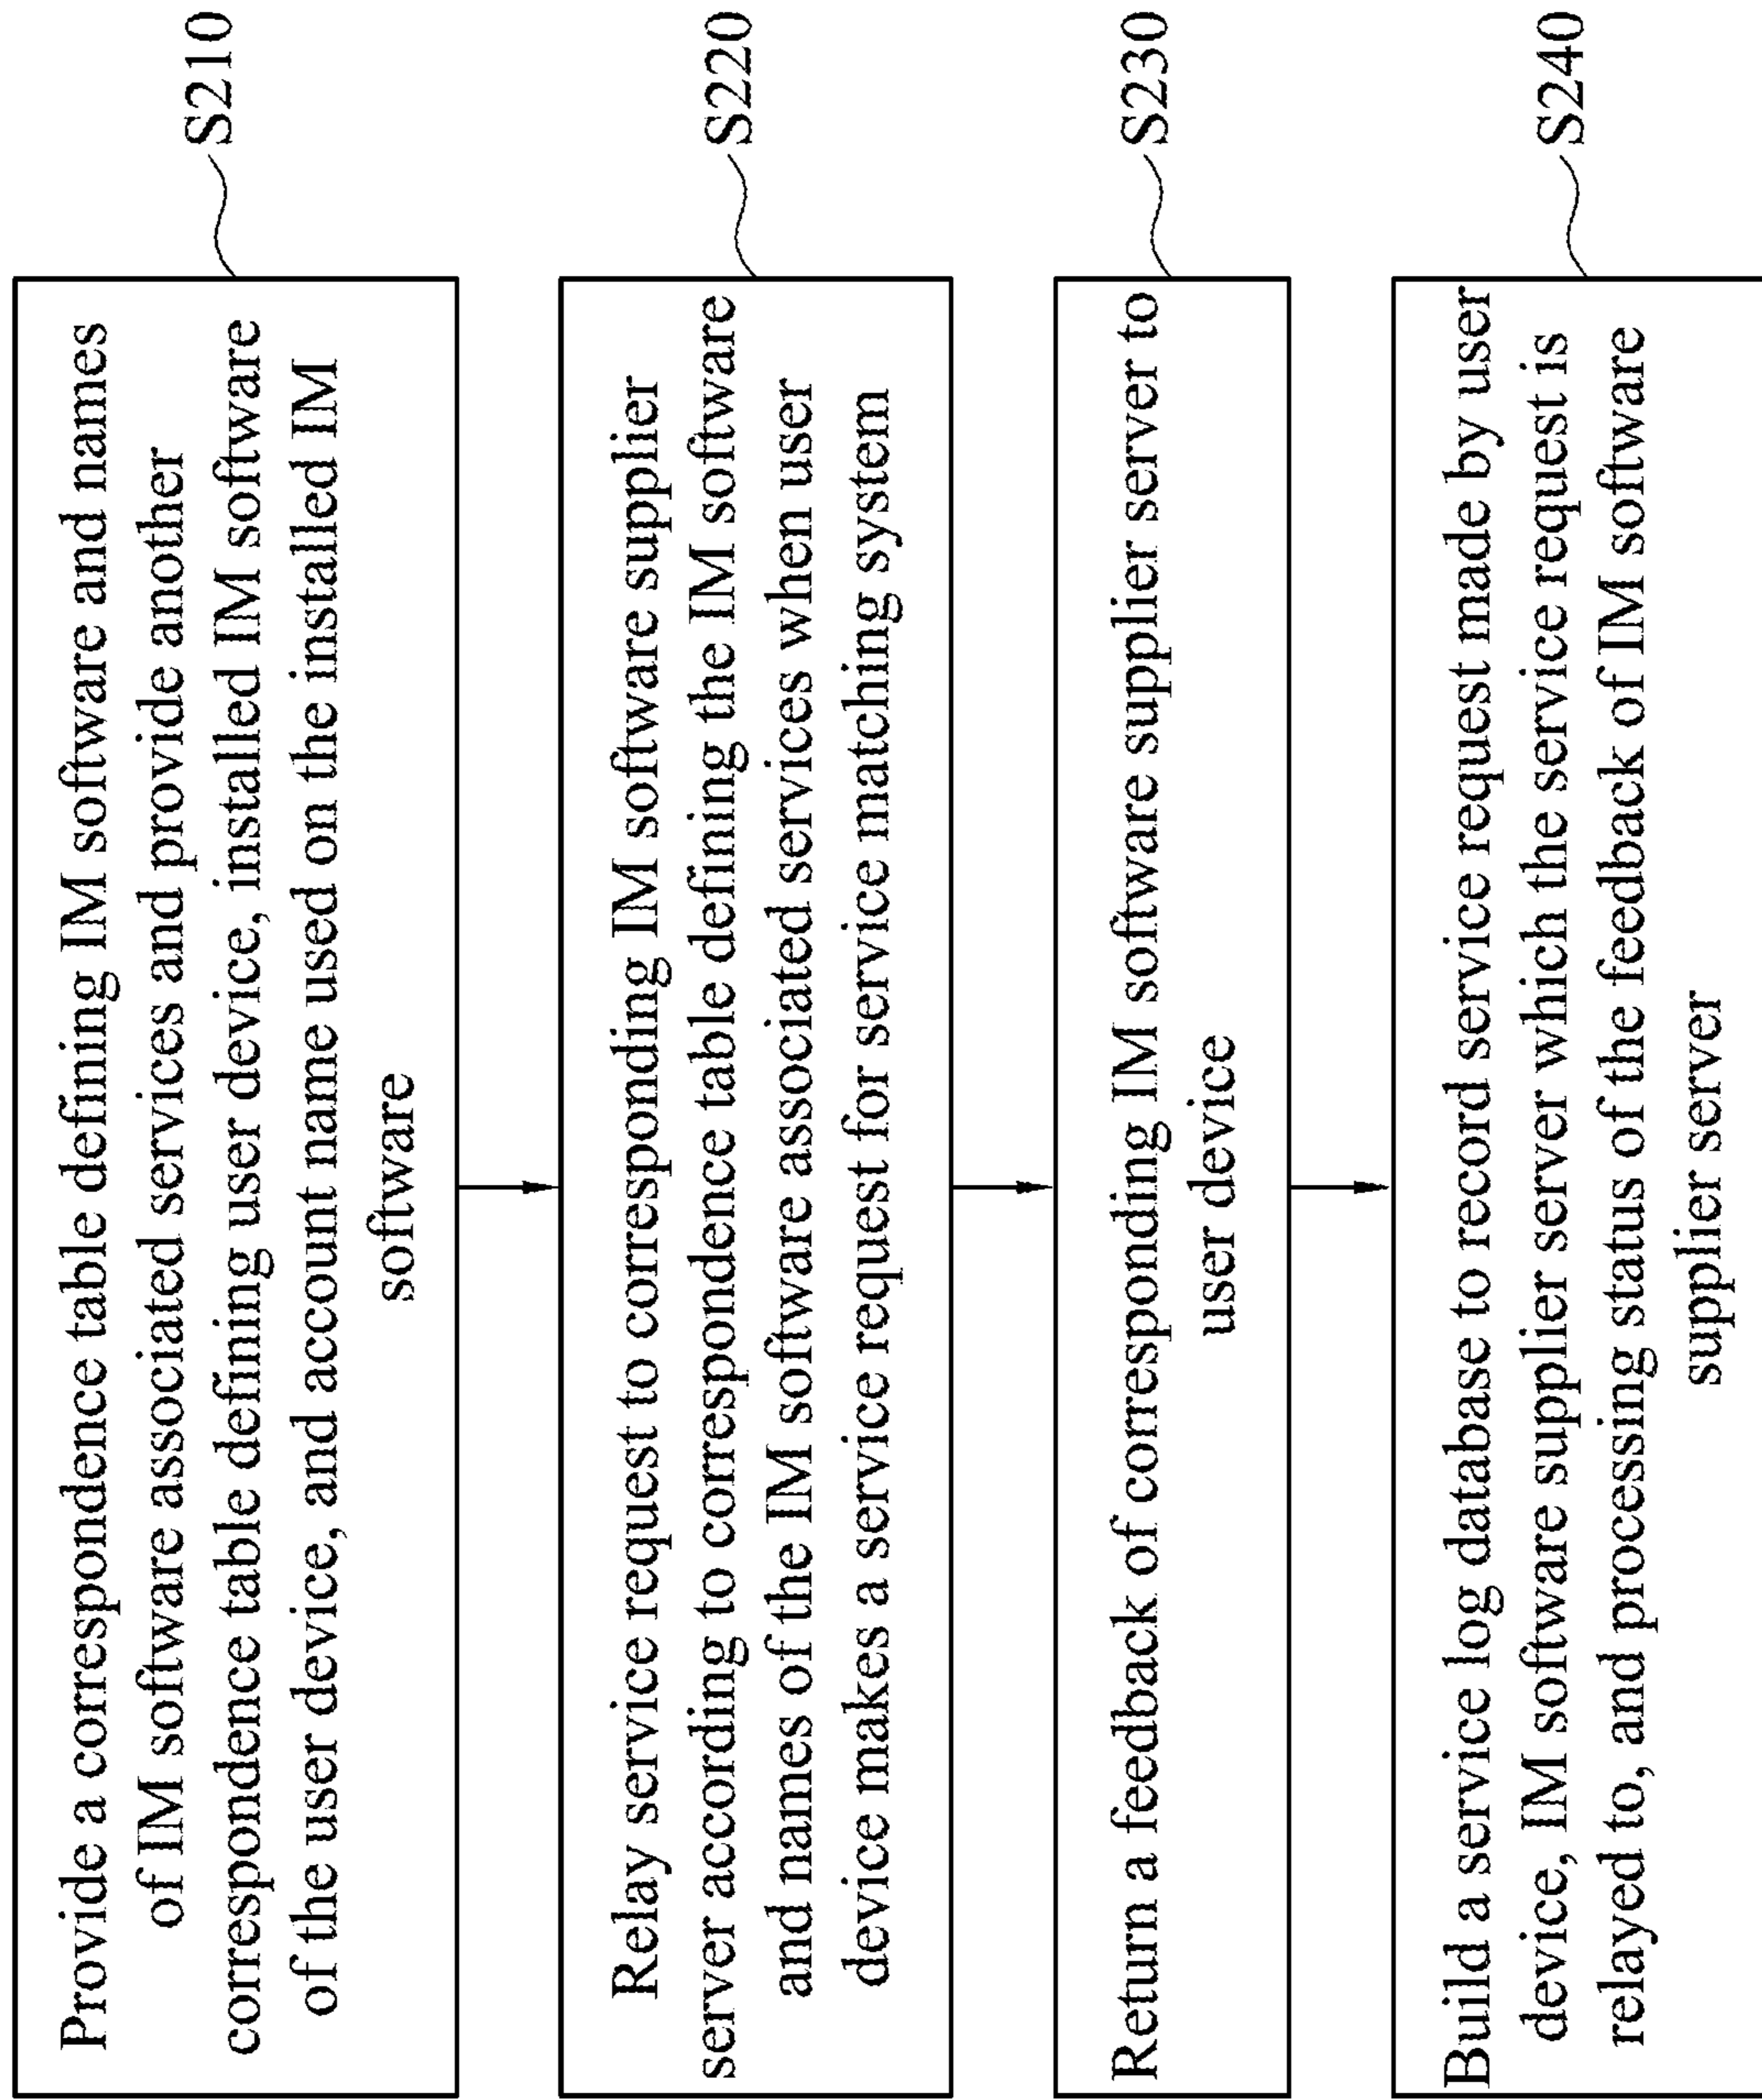 Provide a correspondence table defining IM software and names
of IM software associated services and provide another
correspondence table defining user device, installed IM software
of the user device, and account name used on the installed IM
software
S210
Relay service request to corresponding IM software supplier
server according to correspondence table defining the IM software
and names of the IM software associated services when user
device makes a service request for service matching system
S220
Return a feedback of corresponding IM software supplier server to
user device
S230
Build a service log database to record service request made by user
device, IM software supplier server which the service request is
relayed to, and processing status of the feedback of IM software
supplier server
S240